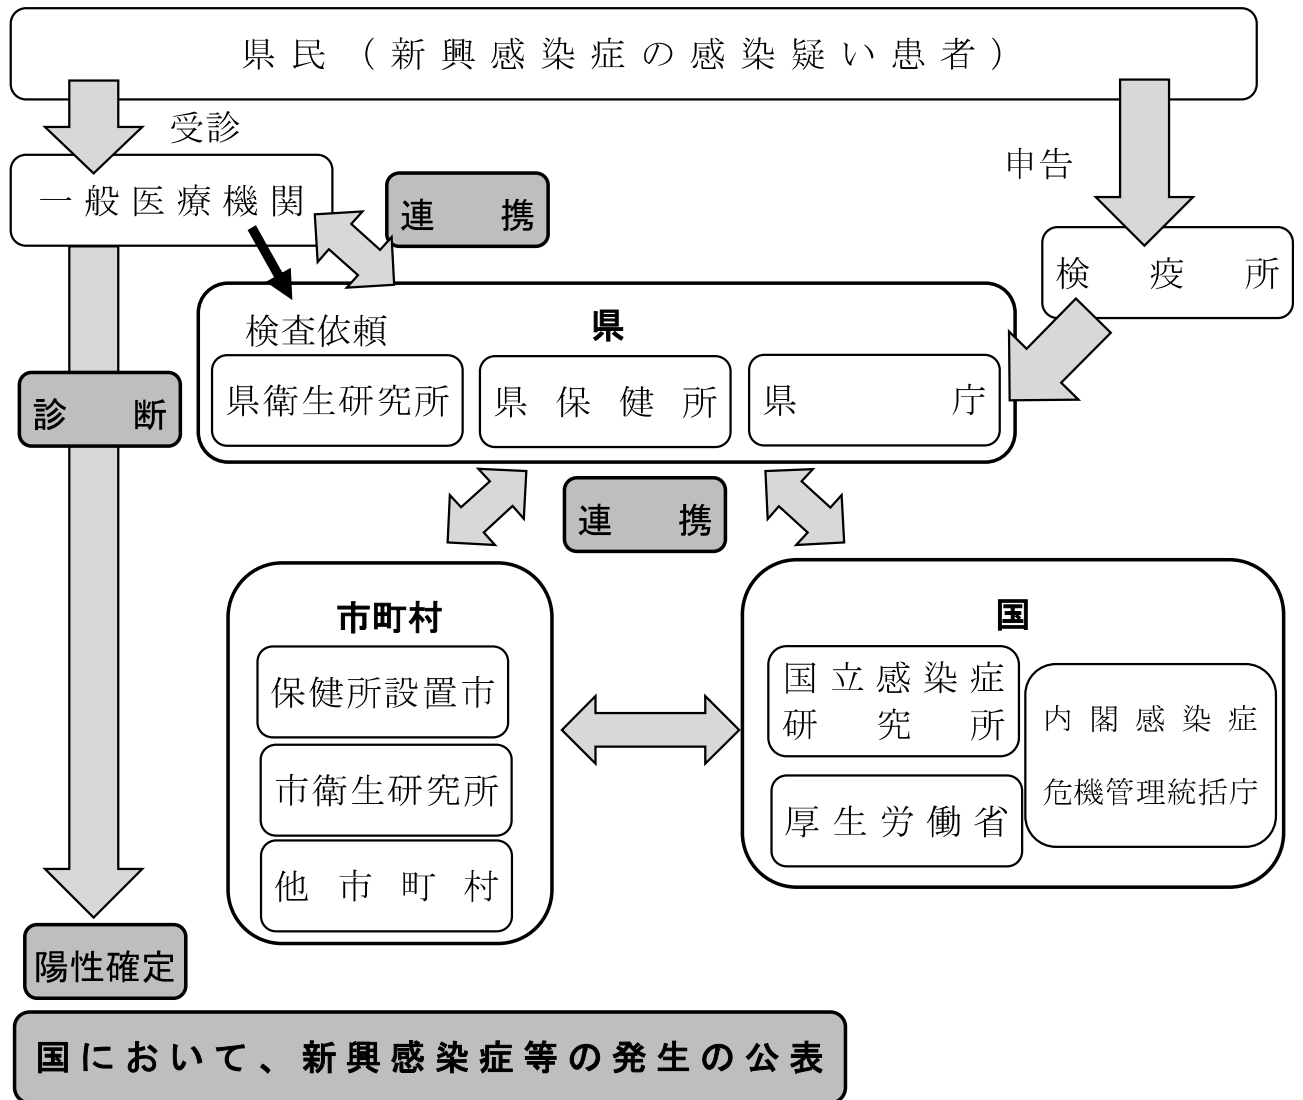 県民（新興感染症の感染疑い患者）
受診
申告
一般医療機関
連携
検疫所
検査依頼
県
県衛生研究所
県保健所
県庁
診断
連携
市町村
保健所設置市
市衛生研究所
他市町村
国
国立感染症
研究所
厚生労働省
内閣感染症
危機管理統括庁
陽性確定
国において、新興感染症等の発生の公表